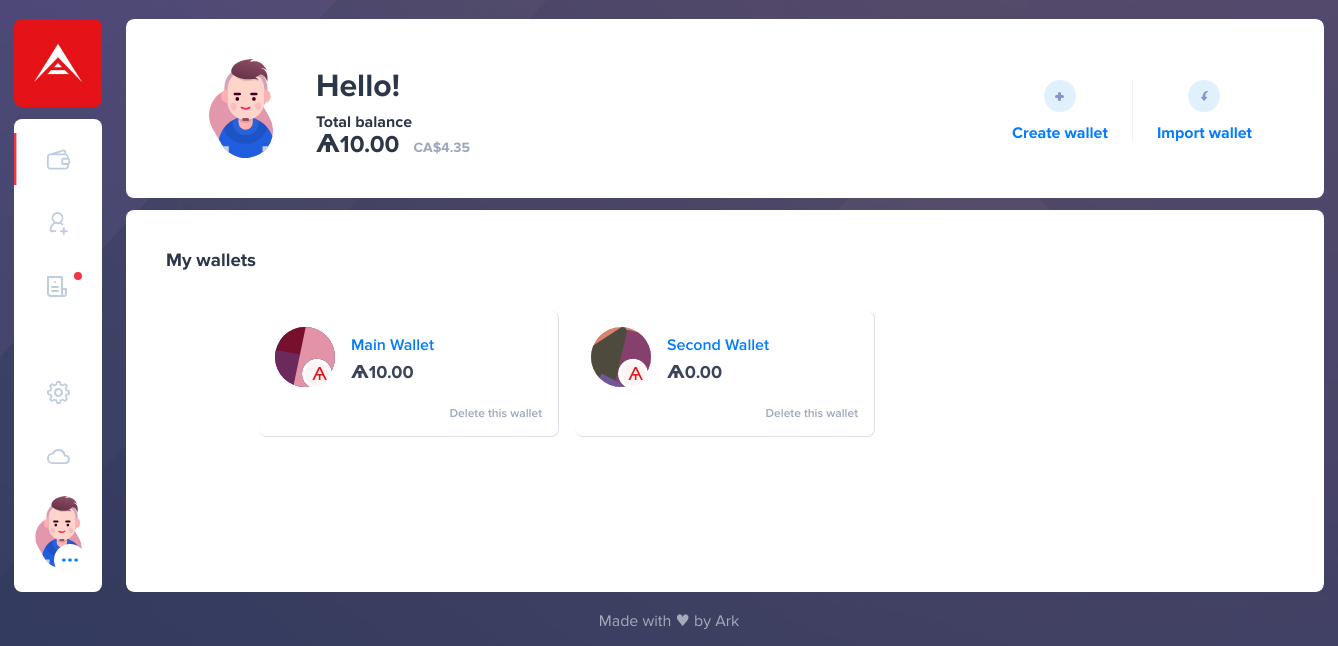 Hello!
Total balance
Ѧ10.00 CA$4.35
Create wallet
Import wallet
My wallets
Main Wallet
Ѧ10.00
Delete this wallet
Second Wallet
Ѧ0.00
Delete this wallet
Made with ♥ by Ark